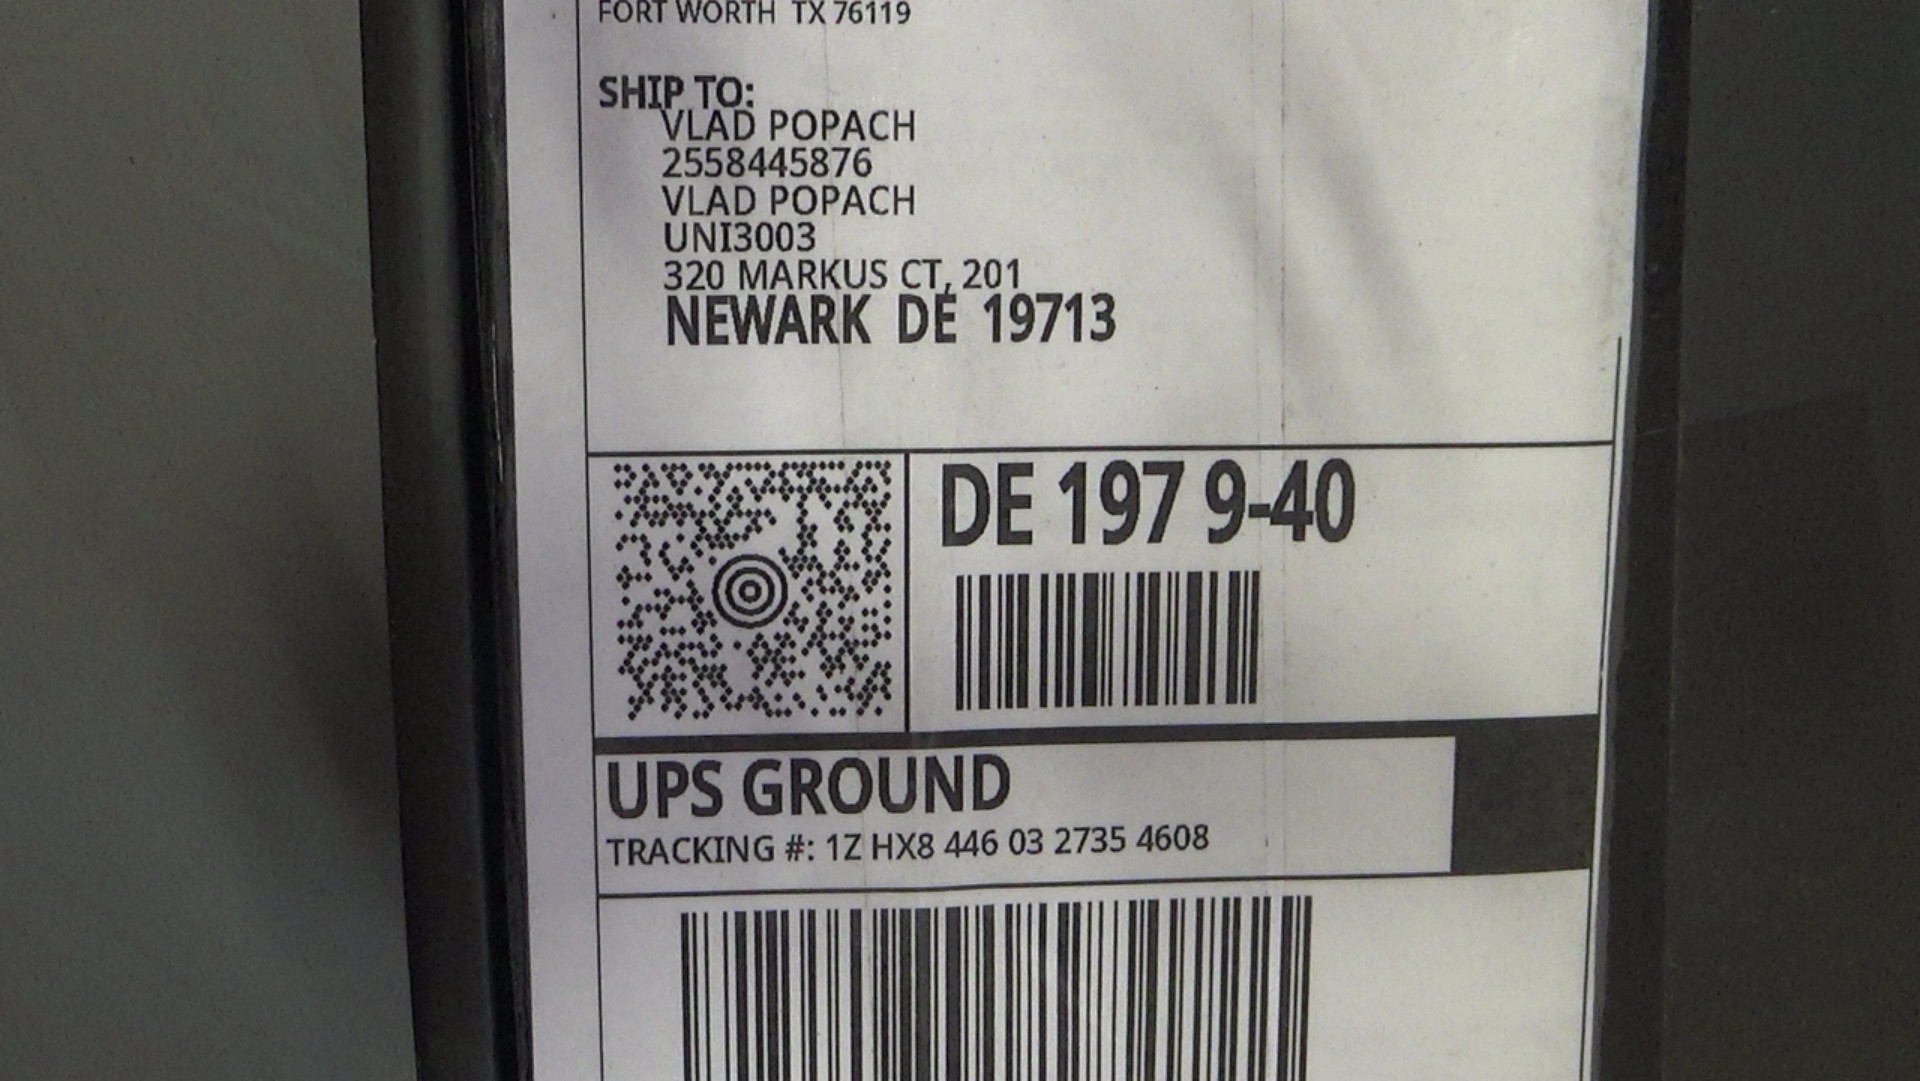 FORT WORTH TX 76119
SHIP TO:
VLAD POPACH
2558445876
VLAD POPACH
UNI3003
320 MARKUS CT, 201
NEWARK DE 19713
DE 197 9-40
UPS GROUND
TRACKING #: 1Z HX8 446 03 2735 4608